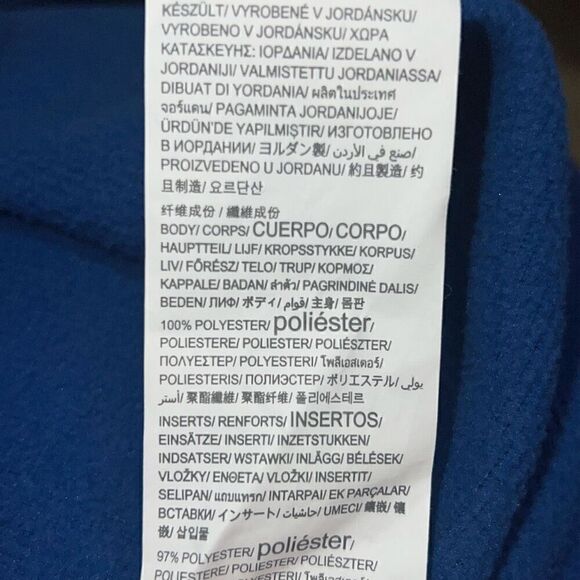 KÉSZÜLT/ VYROBENÉ V JORDÁNSKU/
VYROBENO V JORDÁNSKU/ ΧΩΡΑ
ΚΑΤΑΣΚΕΥΗΣ: ΙΟΡΔΑΝΙΑ/ IZDELANO V
JORDANIJI/ VALMISTETTU JORDANIASSA/
DIBUAT DI YORDANIA/ ผลิตในประเทศ
จอร์แดน/ PAGAMINTA JORDANIJOJE/
ÜRDÜN'DE YAPILMIŞTIR/ ИЗГОТОВЛЕНО
В ИОРДАНИИ/ ヨルダン製/ صنع في الأردن/
PROIZVEDENO U JORDANU/ 約旦製造/ 约
旦制造/ 요르단산
纤维成份/ 纖維成份
BODY/ CORPS/ CUERPO/ CORPO/
HAUPTTEIL/ LIJF/ KROPSSTYKKE/ KORPUS/
LIV/ FŐRÉSZ/ TELO/ TRUP/ ΚΟΡΜΟΣ/
KAPPALE/ BADAN/ ลำตัว/ PAGRINDINĖ DALIS/
BEDEN/ ЛИФ/ ボディ/ قوام/ 主身/ 몸판
100% POLYESTER/ poliéster/
POLIESTERE/ POLIESTER/ POLIÉSZTER/
ΠΟΛΥΕΣΤΕΡ/ POLYESTERI/ โพลีเอสเตอร์/
POLIESTERIS/ ПОЛИЭСТЕР/ ポリエステル/ بولي
أستر/ 聚酯纖維/ 聚酯纤维/ 폴리에스테르
INSERTS/ RENFORTS/ INSERTOS/
EINSÄTZE/ INSERTI/ INZETSTUKKEN/
INDSATSER/ WSTAWKI/ INLÄGG/ BÉLÉSEK/
VLOŽKY/ ΕΝΘΕΤΑ/ VLOŽKI/ INSERTIT/
SELIPAN/ แถบแทรก/ INTARPAI/ EK PARÇALAR/
ВСТАВКИ/ インサート/ حاشيات/ UMECI/ 鑲嵌/ 镶
嵌/ 삽입물
97% POLYESTER/ poliéster/
POLIESTERE/ POLIESTER/